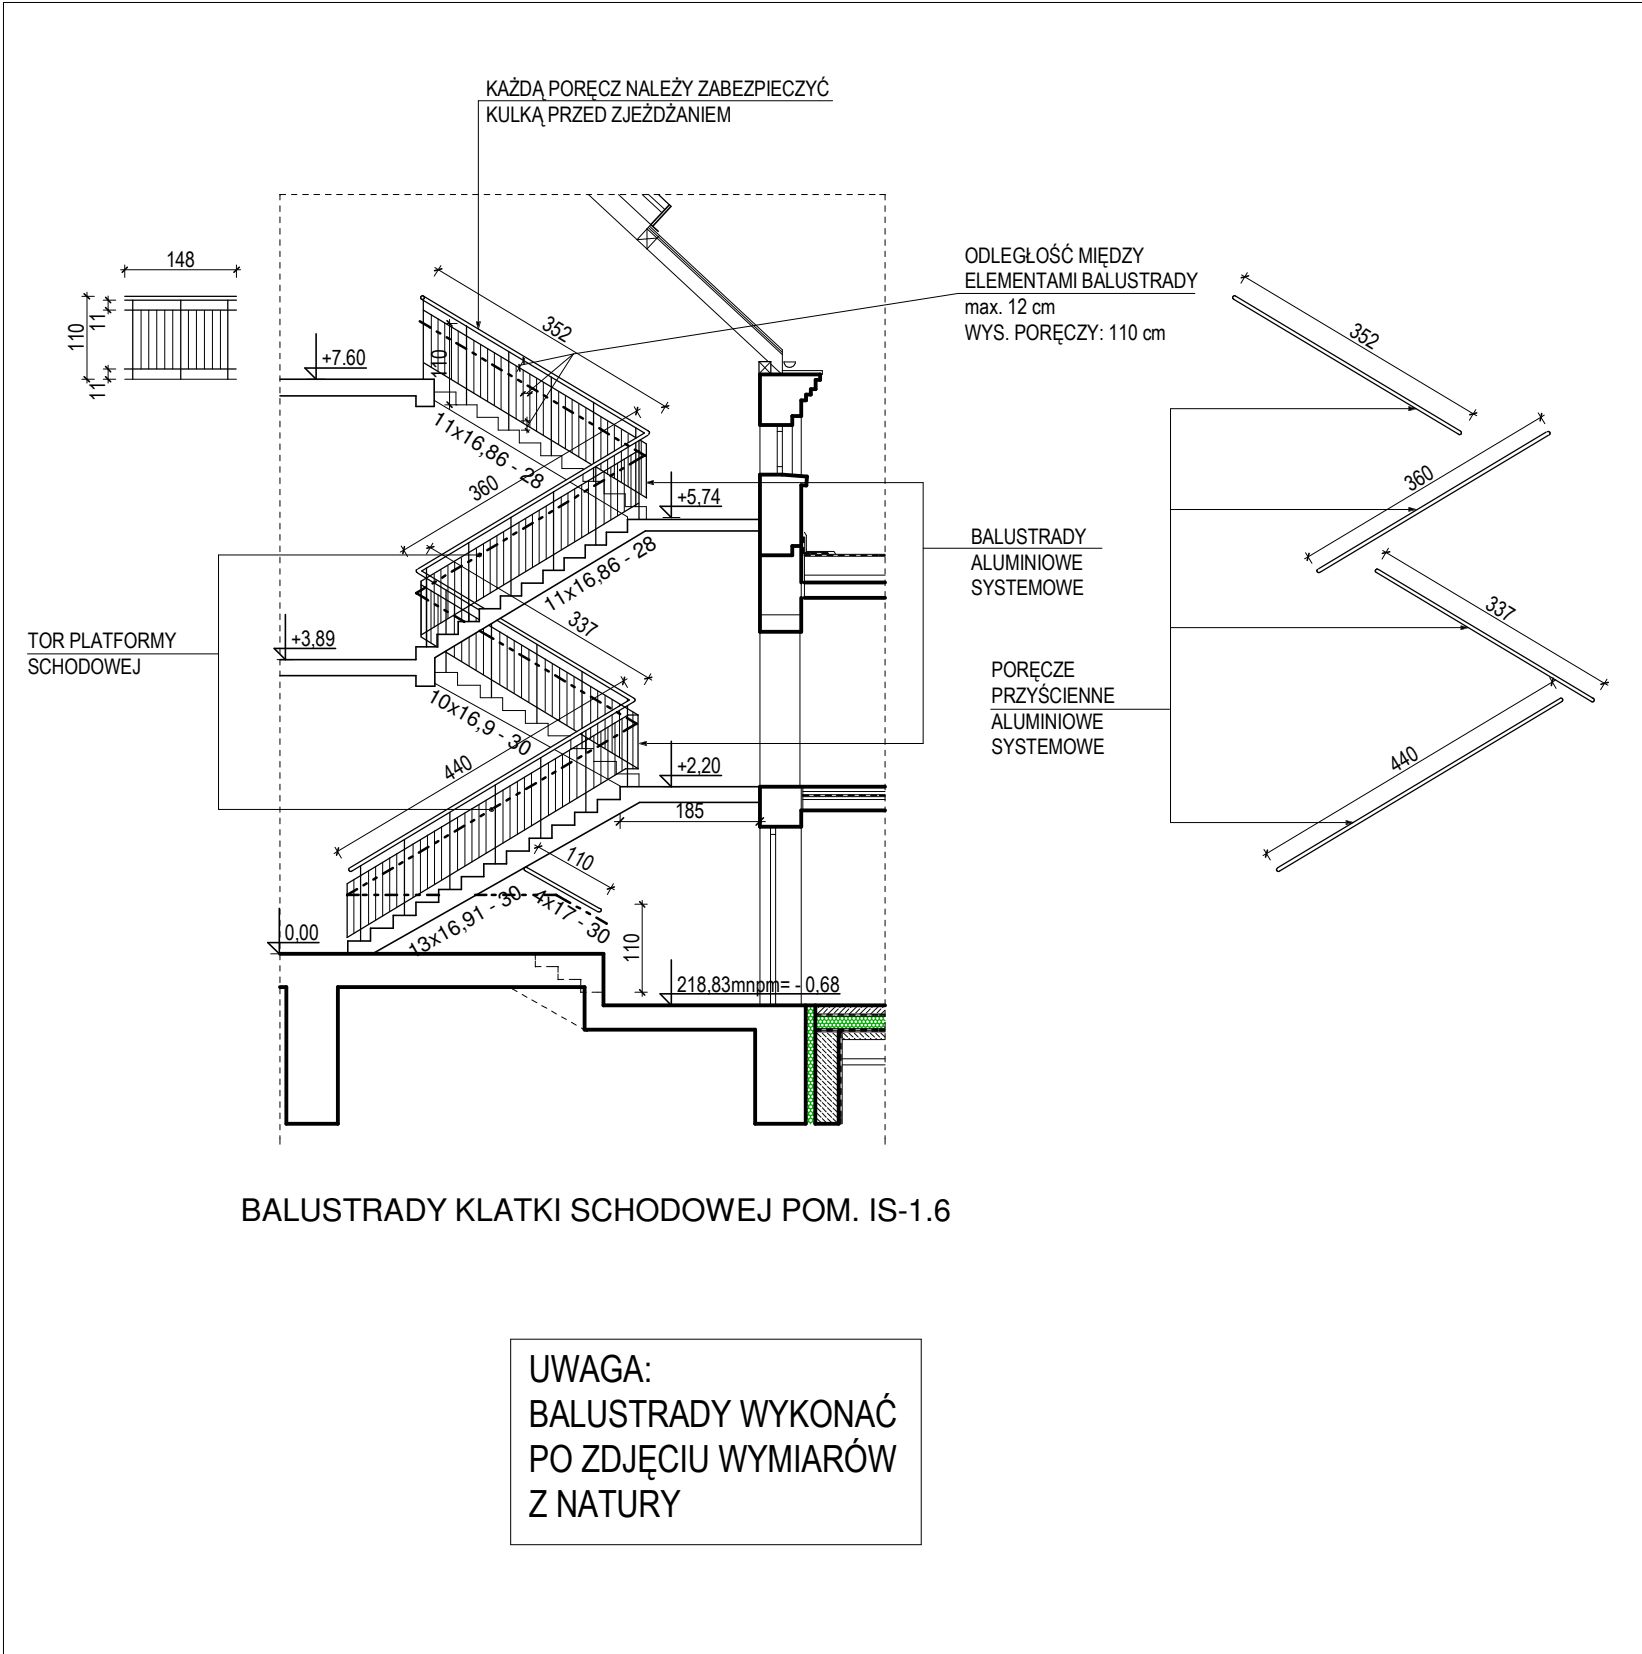 KAŻDĄ PORĘCZ NALEŻY ZABEZPIECZYĆ
KULKĄ PRZED ZJEŻDŻANIEM
148
110
11
11
+7.60
110
352
11x16,86 - 28
360
ODLEGŁOŚĆ MIĘDZY
ELEMENTAMI BALUSTRADY
max. 12 cm
WYS. PORĘCZY: 110 cm
+5,74
11x16,86 - 28
337
BALUSTRADY
ALUMINIOWE
SYSTEMOWE
TOR PLATFORMY
SCHODOWEJ
+3,89
10x16,9 - 30
440
+2,20
185
PORĘCZE
PRZYŚCIENNE
ALUMINIOWE
SYSTEMOWE
352
360
337
440
110
13x16,91 - 30
4x17 - 30
0,00
110
218,83mnpm= - 0,68
BALUSTRADY KLATKI SCHODOWEJ POM. IS-1.6
UWAGA:
BALUSTRADY WYKONAĆ
PO ZDJĘCIU WYMIARÓW
Z NATURY